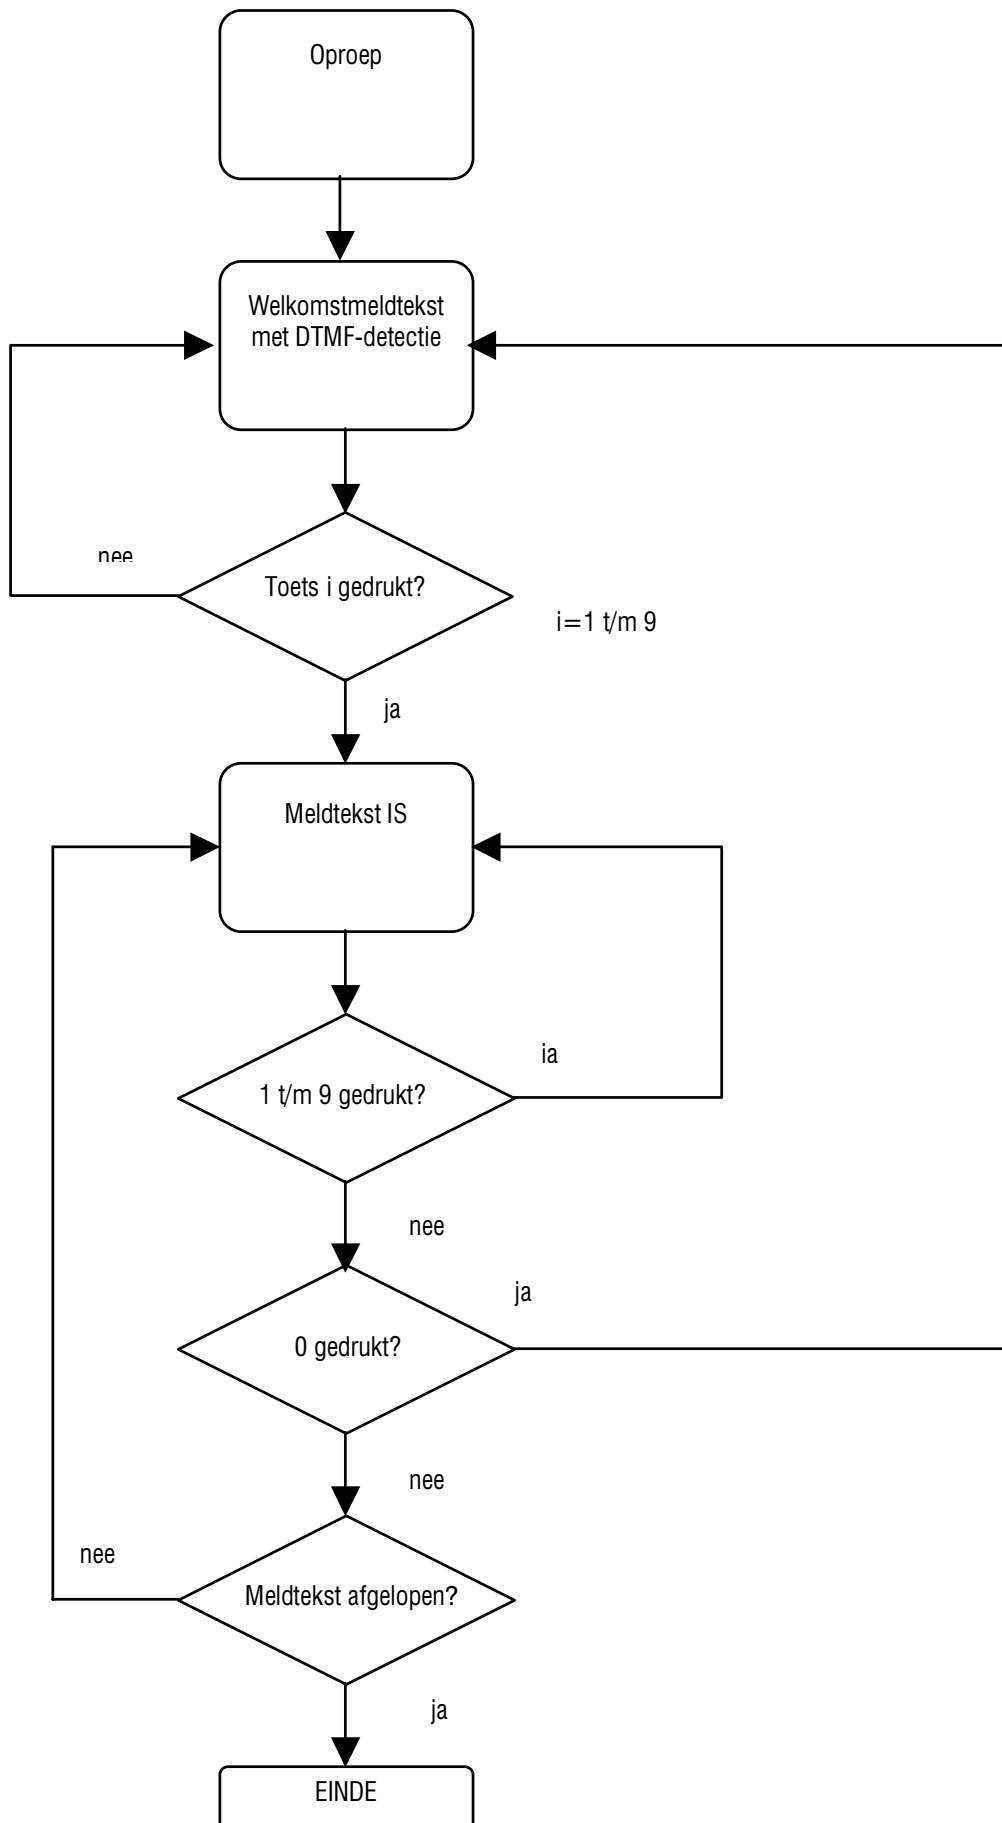 Oproep
Welkomstmeldtekst
met DTMF-detectie
nee
Toets i gedrukt?
i=1 t/m 9
ja
Meldtekst IS
ia
1 t/m 9 gedrukt?
nee
ja
0 gedrukt?
nee
nee
Meldtekst afgelopen?
ja
EINDE